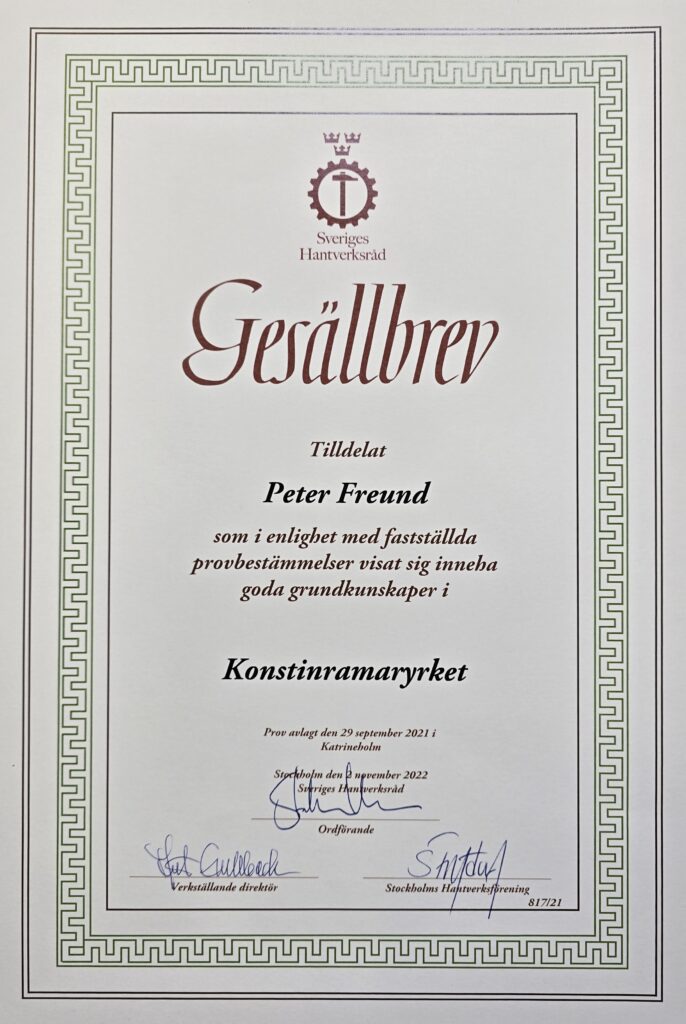 Sveriges
Hantverksråd
Gesällbrev
Tilldelat
Peter Freund
som i enlighet med fastställda
provbestämmelser visat sig inneha
goda grundkunskaper i
Konstinramaryrket
Prov avlagt den 29 september 2021 i
Katrineholm
Stockholm den 2 november 2022
Sveriges Hantverksråd
Ordförande
Verkställande direktör
Stockholms Hantverksförening
817/21